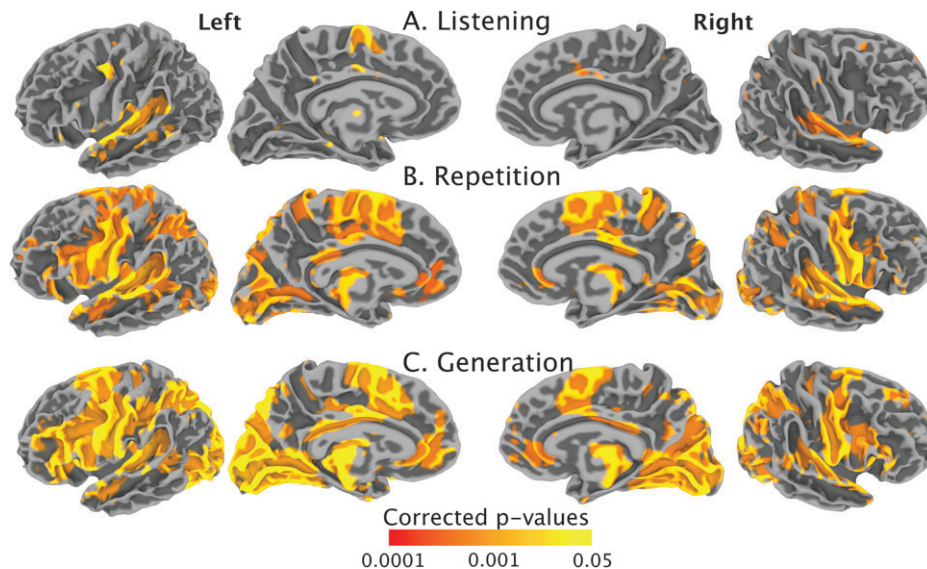 Left
A. Listening
Right
B. Repetition
C. Generation
Corrected p-values
0.0001
0.001
0.05